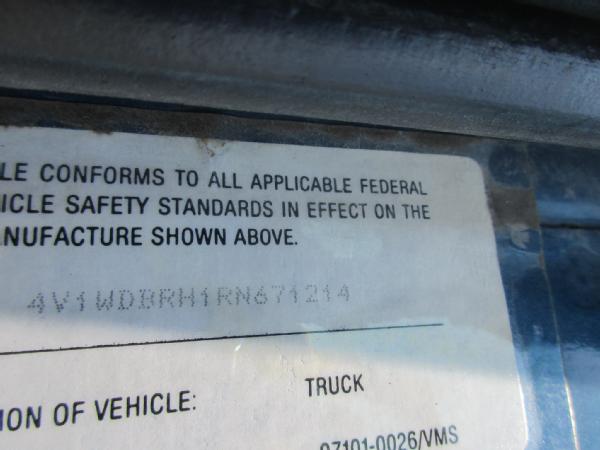 LE CONFORMS TO ALL APPLICABLE FEDERAL
ICLE SAFETY STANDARDS IN EFFECT ON THE
ANUFACTURE SHOWN ABOVE.
4V1WDBRH1RN671214
ION OF VEHICLE: TRUCK
07101-0026/VMS